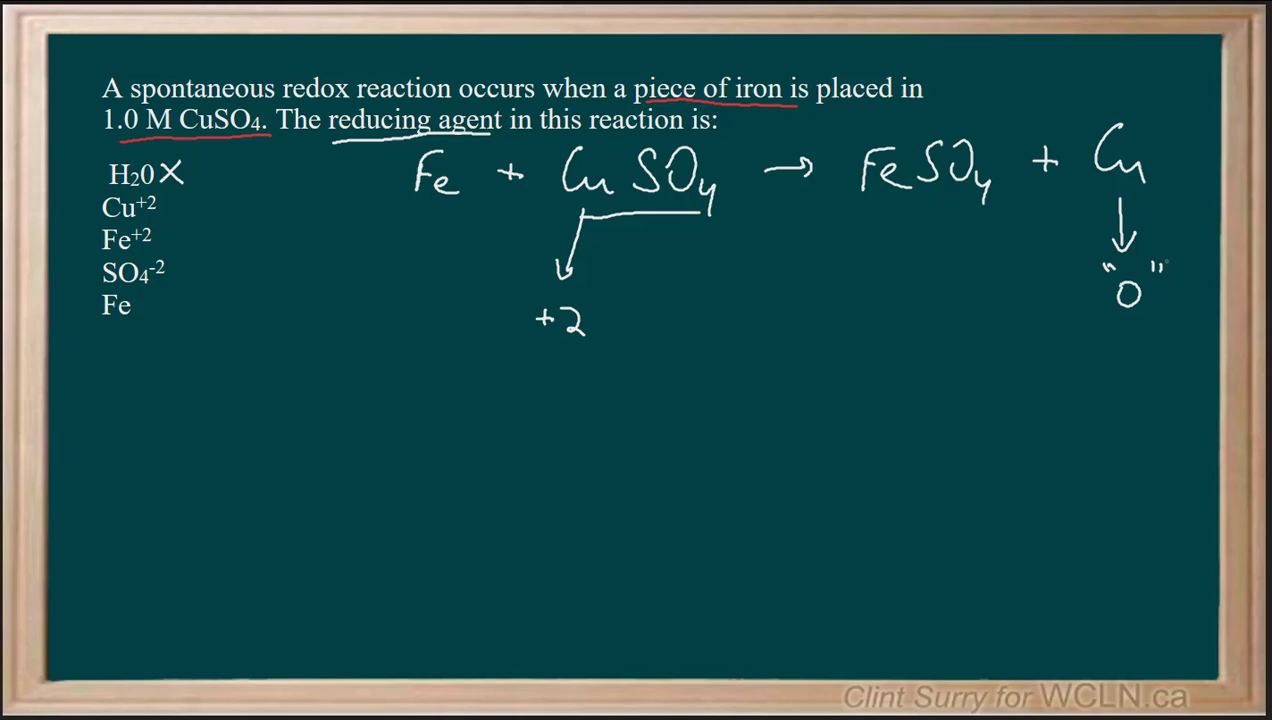 A spontaneous redox reaction occurs when a piece of iron is placed in
1.0 M CuSO₄. The reducing agent in this reaction is:
H₂0 X
Fe + CuSO₄ → FeSO₄ + Cu
Cu⁺²
Fe⁺²
SO₄⁻²
"0"
Fe
+2
Clint Surry for WCLN.ca